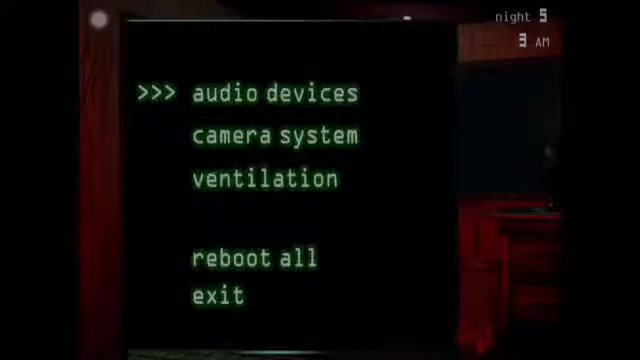 night 5
3 AM
>>> audio devices
camera system
ventilation
reboot all
exit